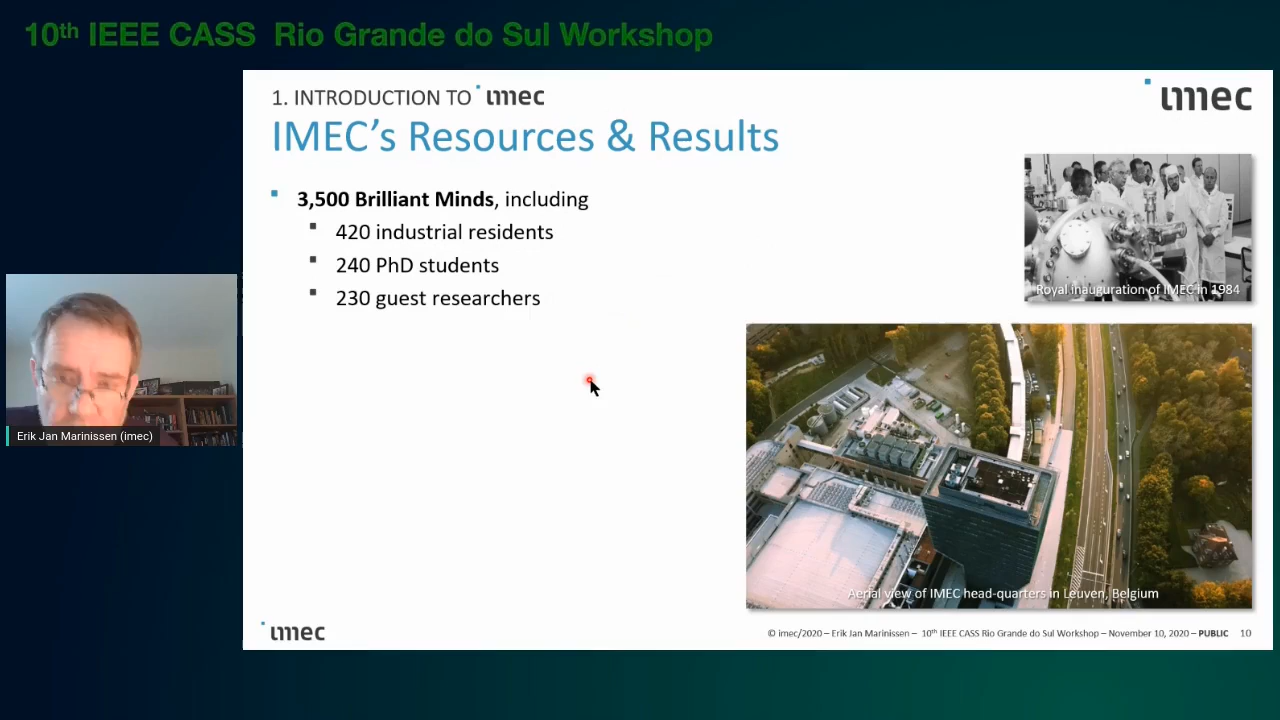 10th IEEE CASS Rio Grande do Sul Workshop
1. INTRODUCTION TO imec
imec
IMEC's Resources & Results
3,500 Brilliant Minds, including
420 industrial residents
240 PhD students
230 guest researchers
Royal inauguration of IMEC in 1984
Erik Jan Marinissen (imec)
Aerial view of IMEC head-quarters in Leuven, Belgium
imec
© imec/2020 – Erik Jan Marinissen – 10th IEEE CASS Rio Grande do Sul Workshop – November 10, 2020 – PUBLIC 10